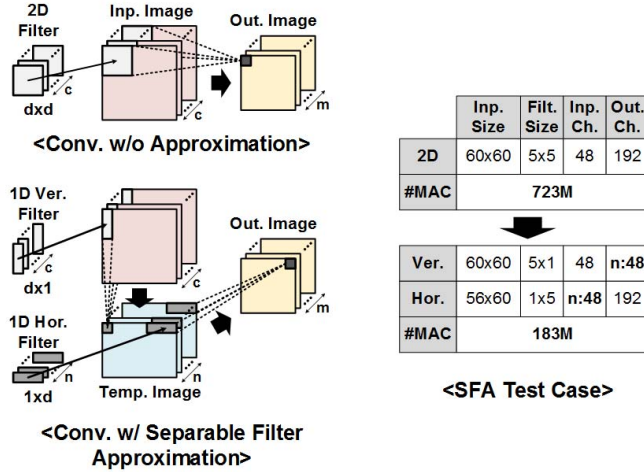 2D
Filter
Inp. Image
Out. Image
c
dxd
c
m
<Conv. w/o Approximation>
1D Ver.
Filter
c
dx1
c
Out. Image
m
1D Hor.
Filter
n
1xd
n
Temp. Image
<Conv. w/ Separable Filter
Approximation>
Inp. Size Filt. Size Inp. Ch. Out. Ch.
2D 60x60 5x5 48 192
#MAC 723M
Ver. 60x60 5x1 48 n:48
Hor. 56x60 1x5 n:48 192
#MAC 183M
<SFA Test Case>